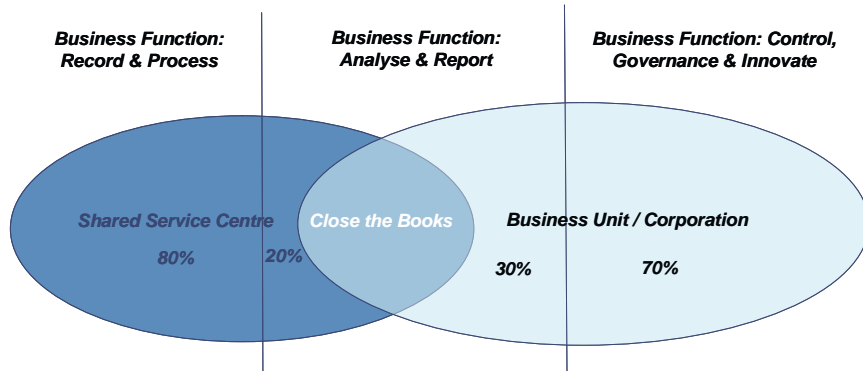 Business Function:
Record & Process
Business Function:
Analyse & Report
Business Function: Control,
Governance & Innovate
Shared Service Centre
Close the Books
Business Unit / Corporation
80%
20%
30%
70%